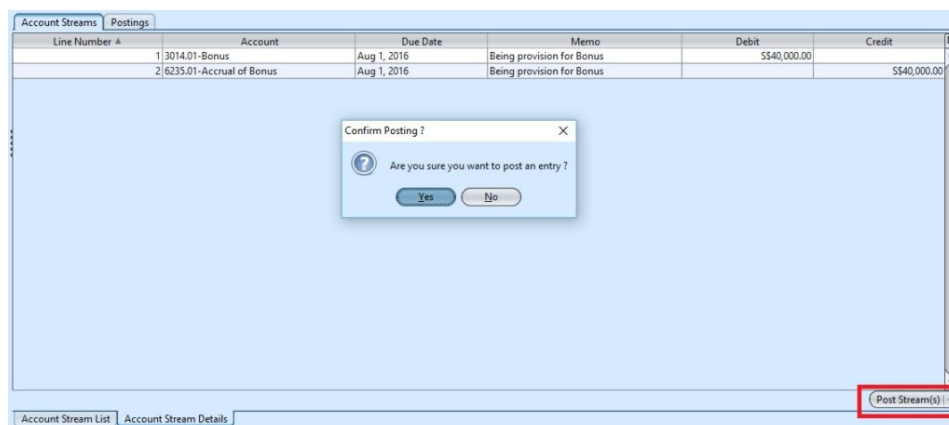 Account Streams Postings
Line Number Account Due Date Memo Debit Credit
1 3014.01-Bonus Aug 1, 2016 Being provision for Bonus S$40,000.00
2 6235.01-Accrual of Bonus Aug 1, 2016 Being provision for Bonus S$40,000.00
Confirm Posting ?
Are you sure you want to post an entry ?
Yes No
Post Stream(s)
Account Stream List Account Stream Details